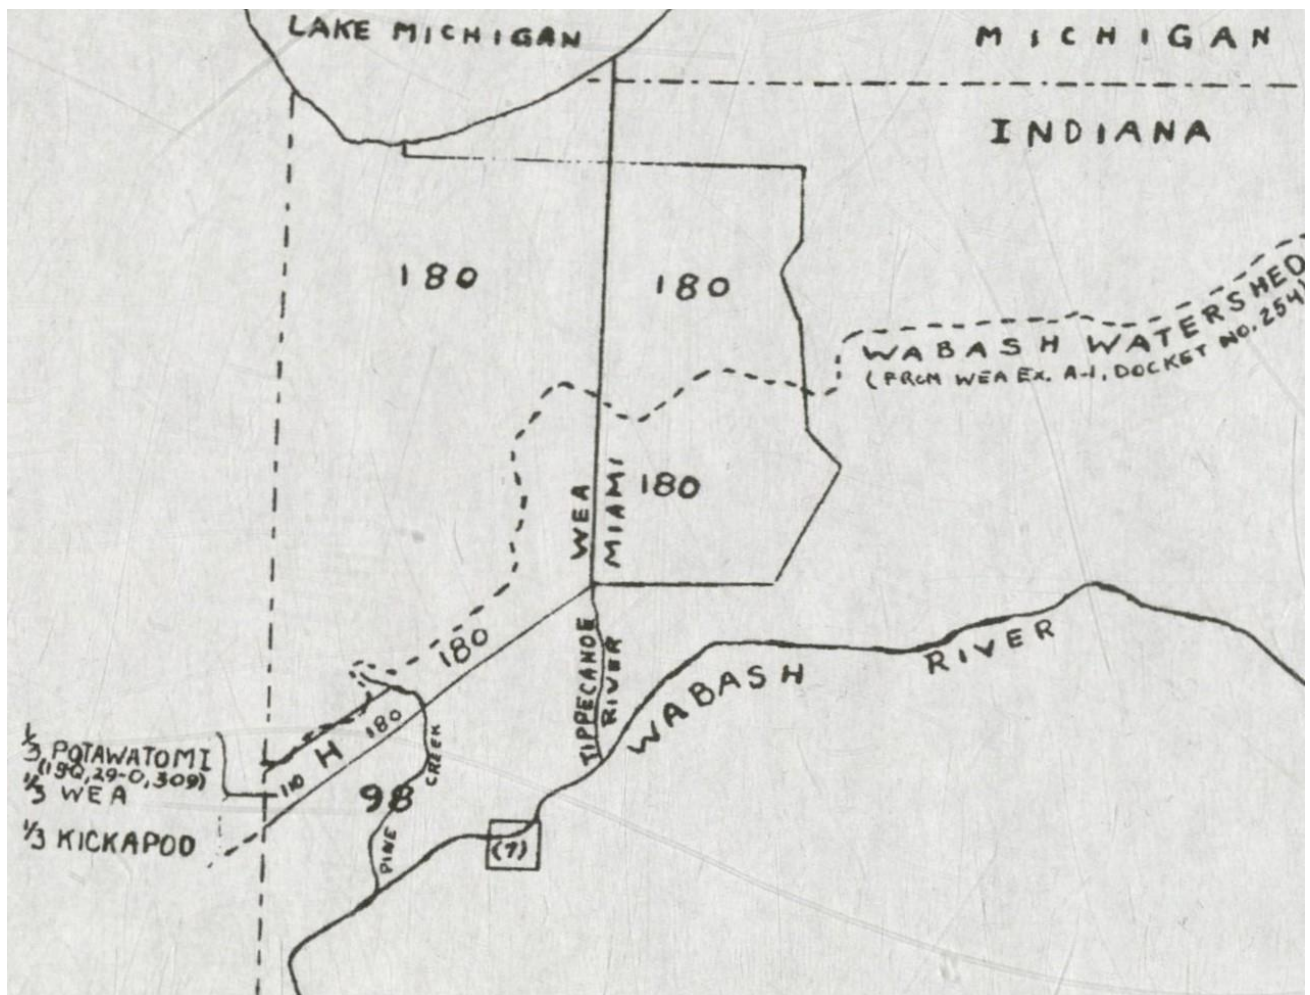 LAKE MICHIGAN
MICHIGAN
INDIANA
180
180
WABASH WATERSHED
(FROM WEA EX. A-1, DOCKET NO. 254)
180
WEA
MIAMI
180
TIPPECANOE
RIVER
WABASH
RIVER
180
H
110
98
CREEK
PINE
(7)
1/3 POTAWATOMI
(15Q, 29-O, 309)
1/3 WEA
1/3 KICKAPOO